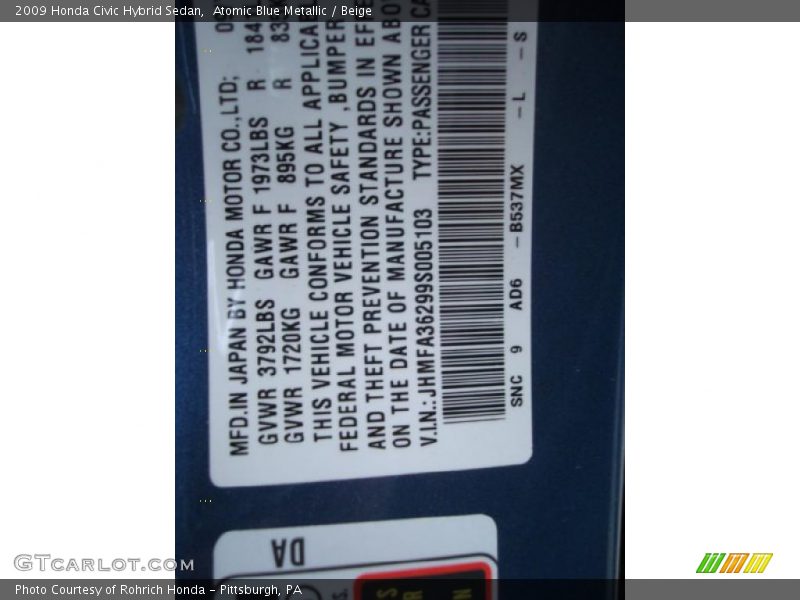 2009 Honda Civic Hybrid Sedan, Atomic Blue Metallic / Beige
MFD.IN JAPAN BY HONDA MOTOR CO.,LTD;
GVWR 3792LBS GAWR F 1973LBS R
GVWR 1720KG GAWR F 895KG R
THIS VEHICLE CONFORMS TO ALL
FEDERAL MOTOR VEHICLE SAFETY ,BUMPER
AND THEFT PREVENTION STANDARDS IN
ON THE DATE OF MANUFACTURE SHOWN
V.I.N.: JHMFA36299S005103 TYPE:PASSENGER
SNC 9 AD6 – B537MX – L – S
DA
GTcarlot.com
Photo Courtesy of Rohrich Honda – Pittsburgh, PA